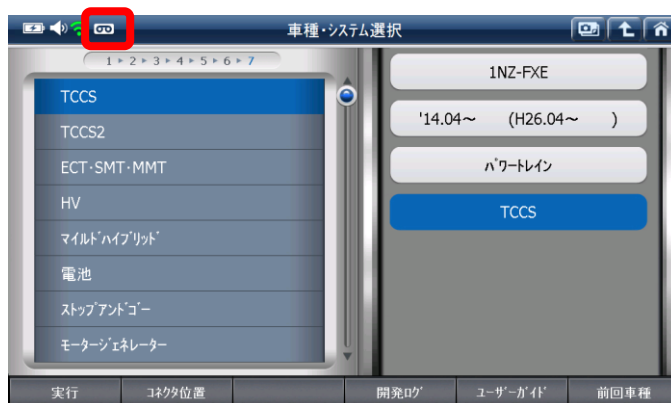 車種･システム選択
1 ▸ 2 ▸ 3 ▸ 4 ▸ 5 ▸ 6 ▸ 7
TCCS
TCCS2
ECT･SMT･MMT
HV
ﾏｲﾙﾄﾞﾊｲﾌﾞﾘｯﾄﾞ
電池
ｽﾄｯﾌﾟｱﾝﾄﾞｺﾞｰ
ﾓｰﾀｰｼﾞｪﾈﾚｰﾀｰ
1NZ-FXE
'14.04～ (H26.04～ )
ﾊﾟﾜｰﾄﾚｲﾝ
TCCS
実行 ｺﾈｸﾀ位置 開発ﾛｸﾞ ﾕｰｻﾞｰｶﾞｲﾄﾞ 前回車種